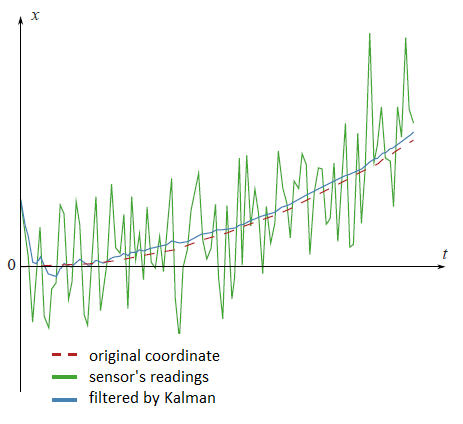 x
0
t
original coordinate
sensor's readings
filtered by Kalman